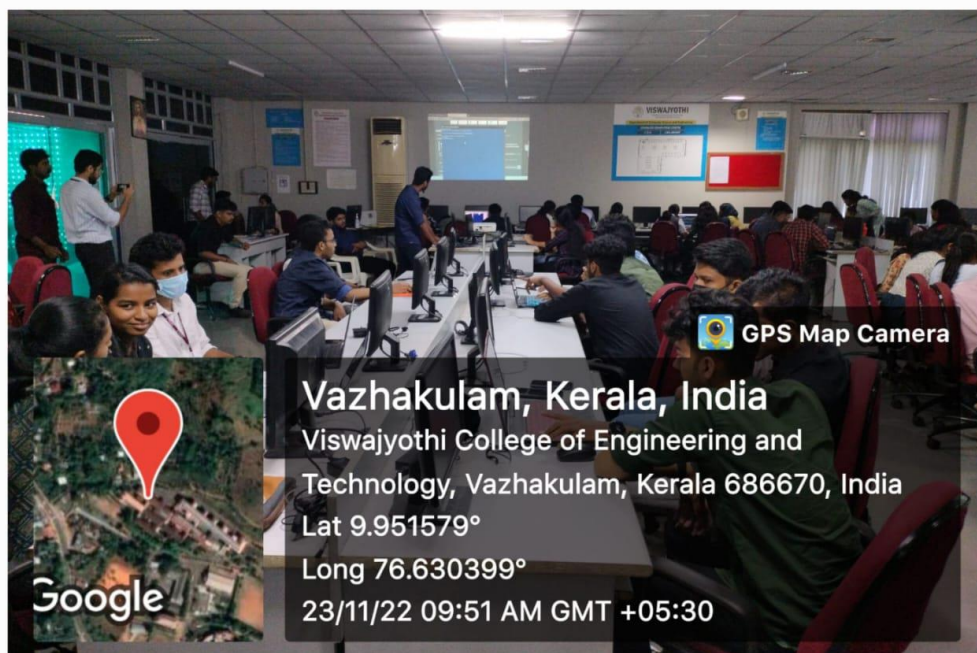 VISWAJYOTHI
GPS Map Camera
Vazhakulam, Kerala, India
Viswajyothi College of Engineering and
Technology, Vazhakulam, Kerala 686670, India
Lat 9.951579°
Long 76.630399°
23/11/22 09:51 AM GMT +05:30
Google